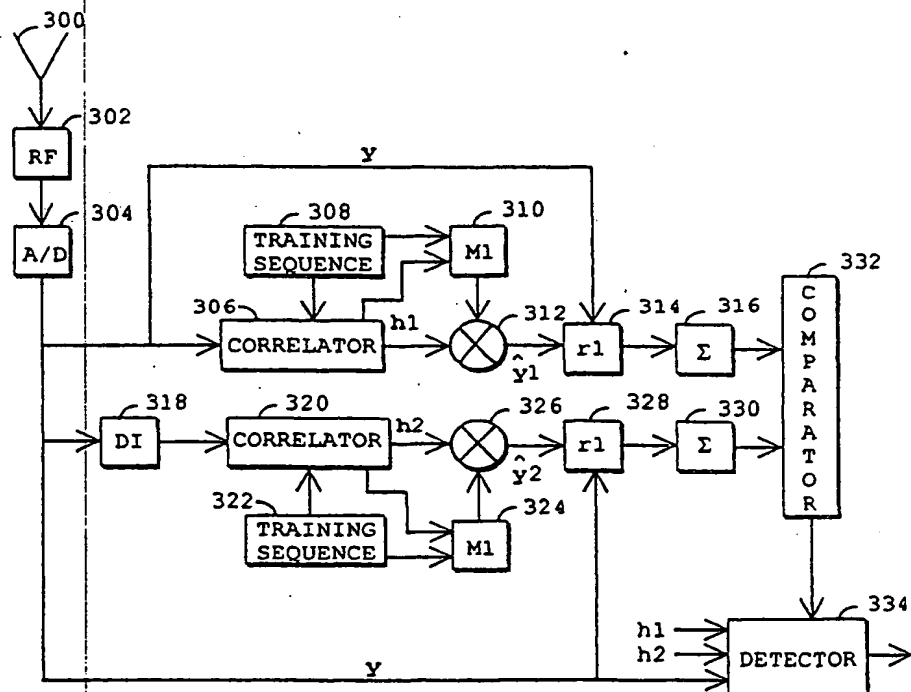 300
302
RF
304
A/D
y
308
TRAINING
SEQUENCE
310
M1
306
CORRELATOR
h1
312
ŷ1
314
r1
316
Σ
332
COMPARATOR
318
DI
320
CORRELATOR
h2
326
ŷ2
328
r1
330
Σ
322
TRAINING
SEQUENCE
324
M1
334
h1
h2
DETECTOR
y